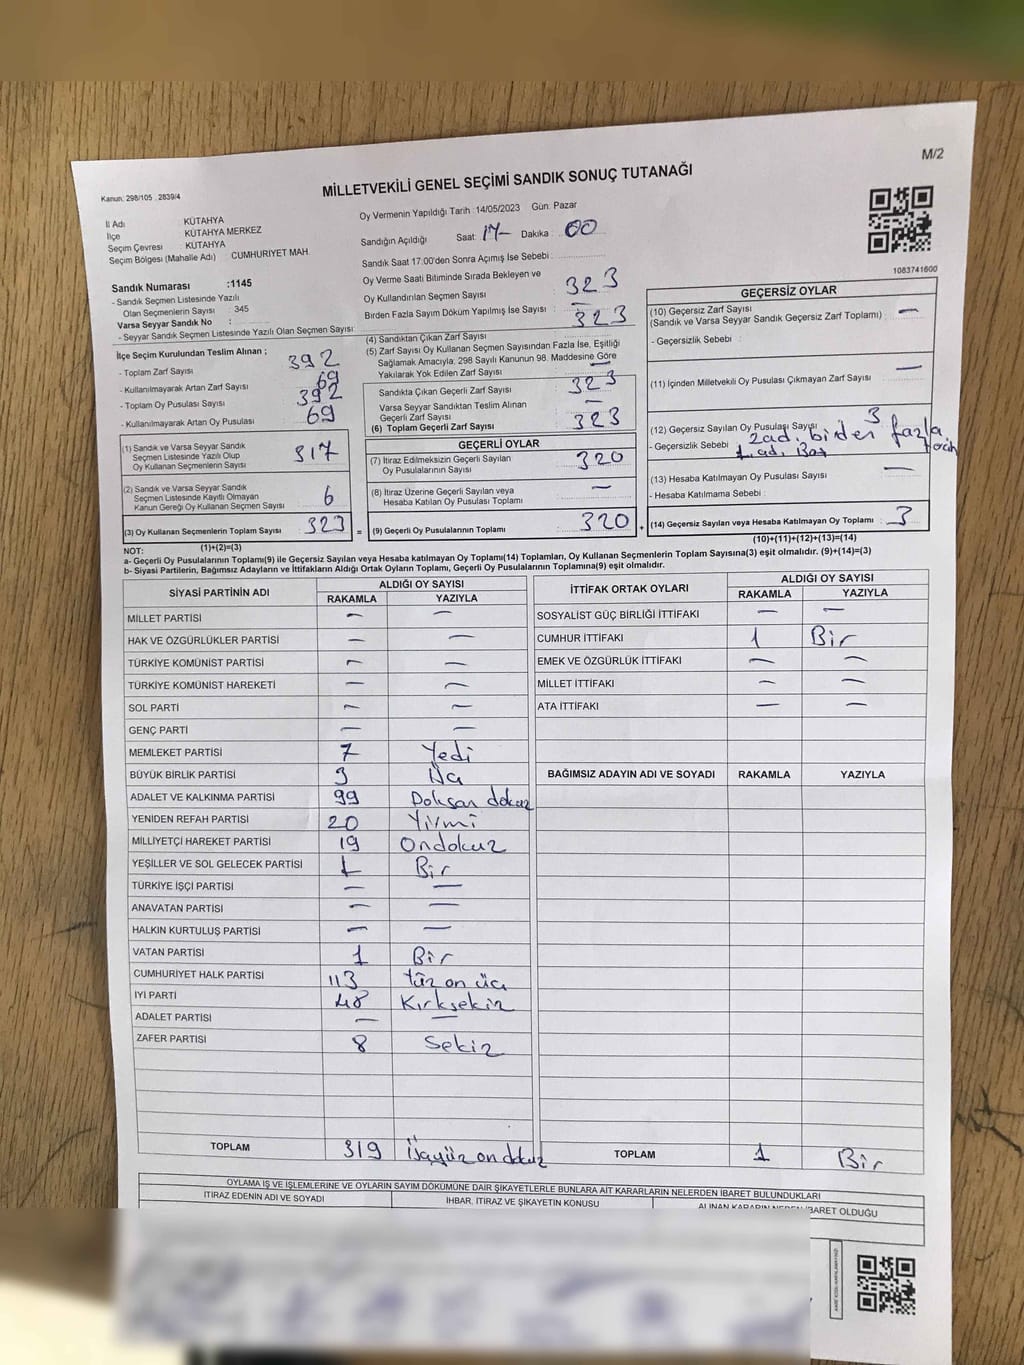 M/2
Kanun: 298/105 , 2839/4
MİLLETVEKİLİ GENEL SEÇİMİ SANDIK SONUÇ TUTANAĞI
İl Adı KÜTAHYA
İlçe KÜTAHYA MERKEZ
Seçim Çevresi : KÜTAHYA
Seçim Bölgesi (Mahalle Adı) : CUMHURİYET MAH.
Sandık Numarası :1145
- Sandık Seçmen Listesinde Yazılı
Olan Seçmenlerin Sayısı : 345
Varsa Seyyar Sandık No :
- Seyyar Sandık Seçmen Listesinde Yazılı Olan Seçmen Sayısı:
Oy Vermenin Yapıldığı Tarih : 14/05/2023 Gün: Pazar
Sandığın Açıldığı Saat: 17- Dakika : 00
Sandık Saat 17:00'den Sonra Açımış İse Sebebi :
Oy Verme Saati Bitiminde Sırada Bekleyen ve
Oy Kullandırılan Seçmen Sayısı 323
Birden Fazla Sayım Döküm Yapılmış İse Sayısı : —
1083741600
İlçe Seçim Kurulundan Teslim Alınan ;
- Toplam Zarf Sayısı 392
- Kullanılmayarak Artan Zarf Sayısı 69
- Toplam Oy Pusulası Sayısı 392
- Kullanılmayarak Artan Oy Pusulası 69
(1) Sandık ve Varsa Seyyar Sandık
Seçmen Listesinde Yazılı Olup
Oy Kullanan Seçmenlerin Sayısı 317
(2) Sandık ve Varsa Seyyar Sandık
Seçmen Listesinde Kayıtlı Olmayan
Kanun Gereği Oy Kullanan Seçmen Sayısı 6
(3) Oy Kullanan Seçmenlerin Toplam Sayısı 323 =
(1)+(2)=(3)
(4) Sandıktan Çıkan Zarf Sayısı 323
(5) Zarf Sayısı Oy Kullanan Seçmen Sayısından Fazla İse, Eşitliği
Sağlamak Amacıyla, 298 Sayılı Kanunun 98. Maddesine Göre
Yakılarak Yok Edilen Zarf Sayısı —
Sandıkta Çıkan Geçerli Zarf Sayısı 323
Varsa Seyyar Sandıktan Teslim Alınan
Geçerli Zarf Sayısı —
(6) Toplam Geçerli Zarf Sayısı 323
GEÇERLİ OYLAR
(7) İtiraz Edilmeksizin Geçerli Sayılan
Oy Pusulalarının Sayısı 320
(8) İtiraz Üzerine Geçerli Sayılan veya
Hesaba Katılan Oy Pusulası Toplamı —
(9) Geçerli Oy Pusulalarının Toplamı 320 +
GEÇERSİZ OYLAR
(10) Geçersiz Zarf Sayısı —
(Sandık ve Varsa Seyyar Sandık Geçersiz Zarf Toplamı) :
- Geçersizlik Sebebi :
(11) İçinden Milletvekili Oy Pusulası Çıkmayan Zarf Sayısı —
(12) Geçersiz Sayılan Oy Pusulası Sayısı 3
- Geçersizlik Sebebi 2 ad. birden fazla
1 ad. Boş
(13) Hesaba Katılmayan Oy Pusulası Sayısı —
- Hesaba Katılmama Sebebi :
(14) Geçersiz Sayılan veya Hesaba Katılmayan Oy Toplamı : 3
(10)+(11)+(12)+(13)=(14)
NOT:
a- Geçerli Oy Pusulalarının Toplamı(9) ile Geçersiz Sayılan veya Hesaba katılmayan Oy Toplamı(14) Toplamları, Oy Kullanan Seçmenlerin Toplam Sayısına(3) eşit olmalıdır. (9)+(14)=(3)
b- Siyasi Partilerin, Bağımsız Adayların ve İttifakların Aldığı Ortak Oyların Toplamı, Geçerli Oy Pusulalarının Toplamına(9) eşit olmalıdır.
SİYASİ PARTİNİN ADI ALDIĞI OY SAYISI
RAKAMLA YAZIYLA
MİLLET PARTİSİ — —
HAK VE ÖZGÜRLÜKLER PARTİSİ — —
TÜRKİYE KOMÜNİST PARTİSİ — —
TÜRKİYE KOMÜNİST HAREKETİ — —
SOL PARTİ — —
GENÇ PARTİ — —
MEMLEKET PARTİSİ 7 Yedi
BÜYÜK BİRLİK PARTİSİ 3 Üç
ADALET VE KALKINMA PARTİSİ 99 Doksan dokuz
YENİDEN REFAH PARTİSİ 20 Yirmi
MİLLİYETÇİ HAREKET PARTİSİ 19 Ondokuz
YEŞİLLER VE SOL GELECEK PARTİSİ 1 Bir
TÜRKİYE İŞÇİ PARTİSİ — —
ANAVATAN PARTİSİ — —
HALKIN KURTULUŞ PARTİSİ — —
VATAN PARTİSİ 1 Bir
CUMHURİYET HALK PARTİSİ 113 Yüz on üç
İYİ PARTİ 48 Kırksekiz
ADALET PARTİSİ — —
ZAFER PARTİSİ 8 Sekiz
TOPLAM 319 Üçyüz on dokuz
İTTİFAK ORTAK OYLARI ALDIĞI OY SAYISI
RAKAMLA YAZIYLA
SOSYALİST GÜÇ BİRLİĞİ İTTİFAKI — —
CUMHUR İTTİFAKI 1 Bir
EMEK VE ÖZGÜRLÜK İTTİFAKI — —
MİLLET İTTİFAKI — —
ATA İTTİFAKI — —
BAĞIMSIZ ADAYIN ADI VE SOYADI RAKAMLA YAZIYLA
TOPLAM 1 Bir
OYLAMA İŞ VE İŞLEMLERİNE VE OYLARIN SAYIM DÖKÜMÜNE DAİR ŞİKAYETLERLE BUNLARA AİT KARARLARIN NELERDEN İBARET BULUNDUKLARI
İTİRAZ EDENİN ADI VE SOYADI İHBAR, İTİRAZ VE ŞİKAYETİN KONUSU ALINAN KARARIN NEDEN İBARET OLDUĞU